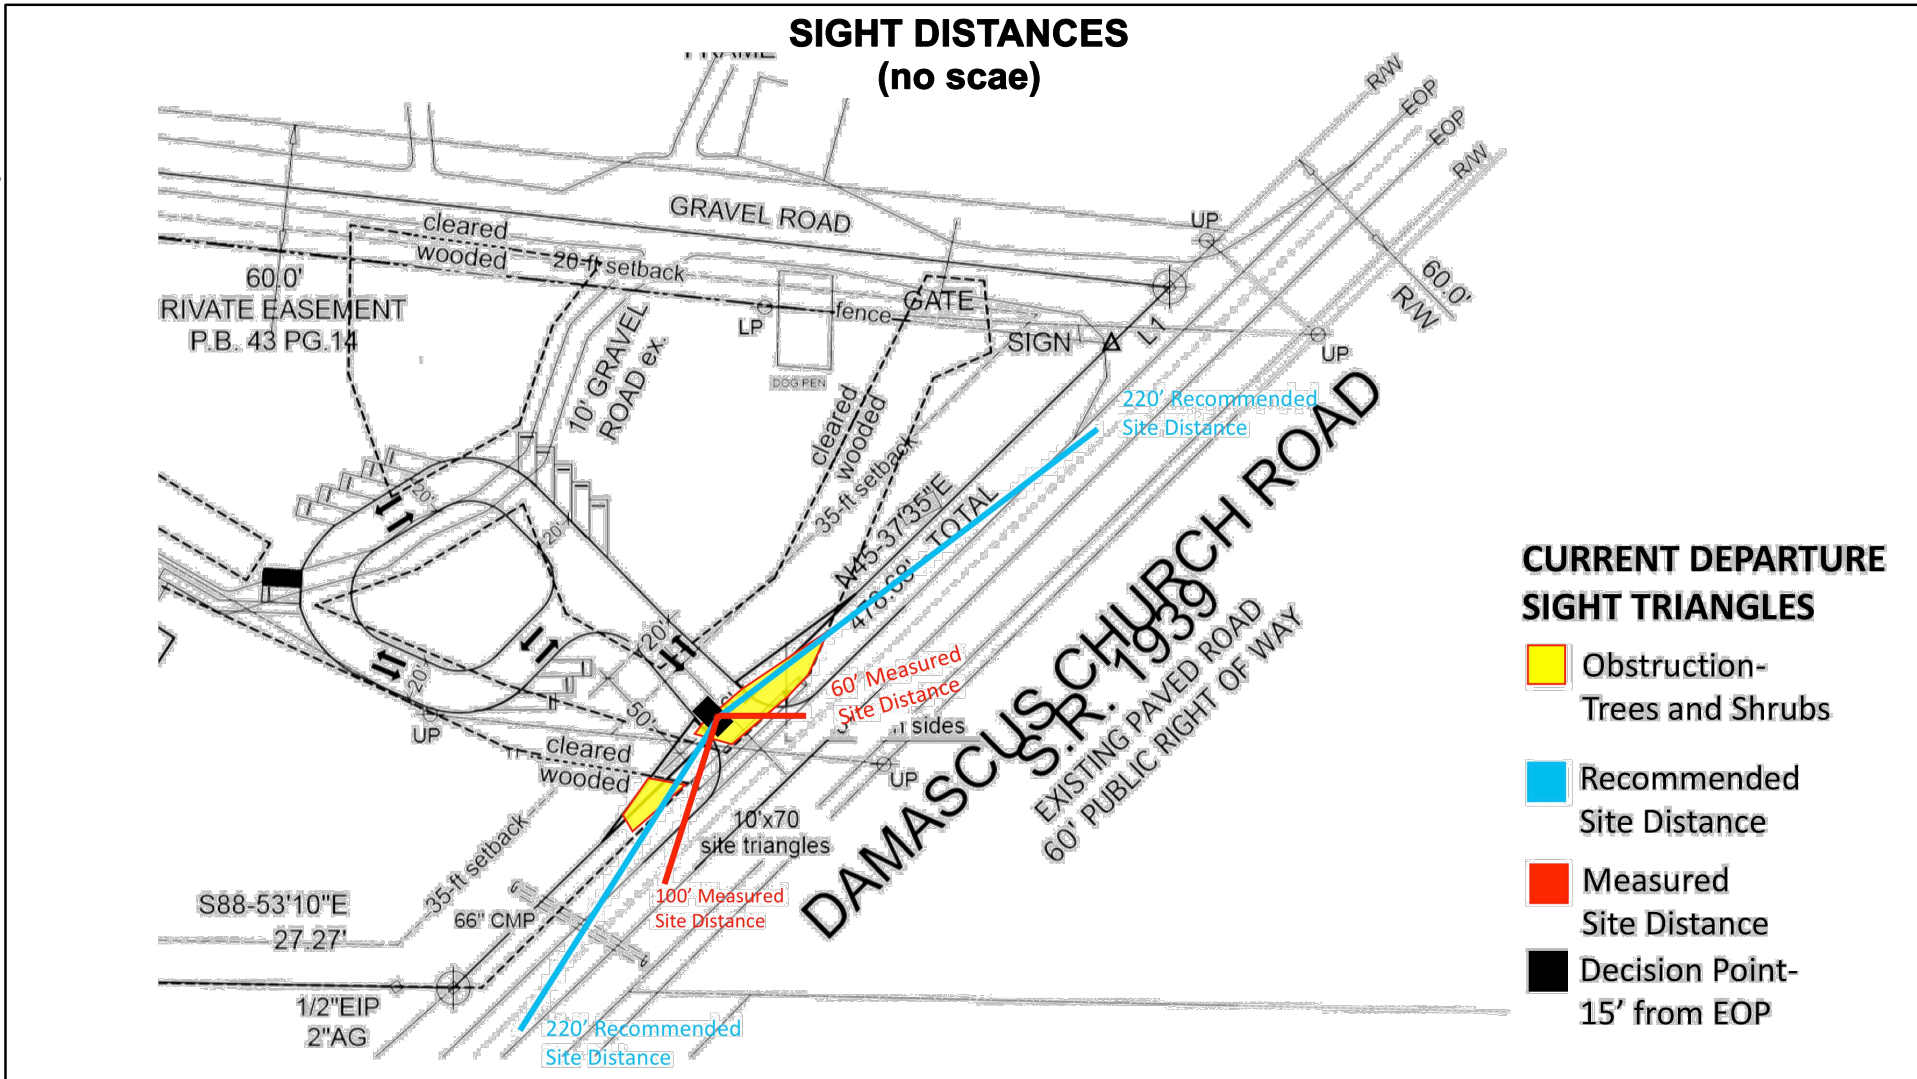 SIGHT DISTANCES
(no scae)
FRAME
R/W
EOP
EOP
R/W
GRAVEL ROAD
UP
cleared
wooded
20-ft setback
60.0'
RIVATE EASEMENT
P.B. 43 PG.14
LP
fence
GATE
SIGN
L1
UP
60.0'
R/W
DOG PEN
10' GRAVEL
ROAD ex.
cleared
wooded
35-ft setback
220' Recommended
Site Distance
20'
20'
N45-37'35"E
478.68' TOTAL
DAMASCUS CHURCH ROAD
S.R. 1939
EXISTING PAVED ROAD
60' PUBLIC RIGHT OF WAY
20'
20'
50'
60' Measured
Site Distance
sides
UP
UP
cleared
wooded
10'x70
site triangles
35-ft setback
100' Measured
Site Distance
66" CMP
S88-53'10"E
27.27'
1/2"EIP
2"AG
220' Recommended
Site Distance
CURRENT DEPARTURE
SIGHT TRIANGLES
Obstruction-
Trees and Shrubs
Recommended
Site Distance
Measured
Site Distance
Decision Point-
15' from EOP